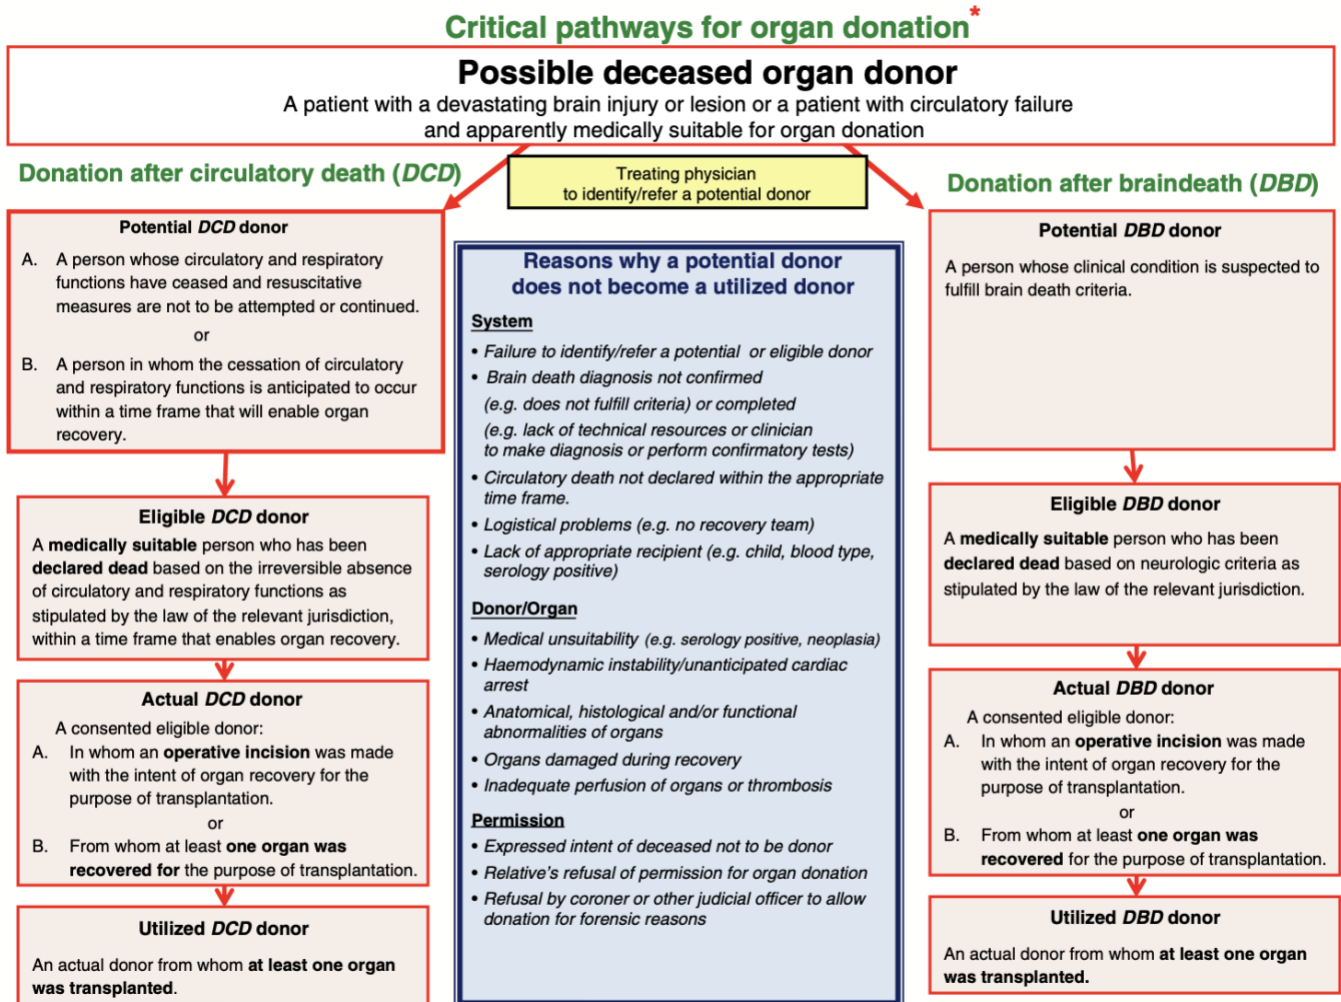 Critical pathways for organ donation*
Possible deceased organ donor
A patient with a devastating brain injury or lesion or a patient with circulatory failure
and apparently medically suitable for organ donation
Treating physician
to identify/refer a potential donor
Donation after circulatory death (DCD)
Potential DCD donor
A. A person whose circulatory and respiratory
functions have ceased and resuscitative
measures are not to be attempted or continued.
or
B. A person in whom the cessation of circulatory
and respiratory functions is anticipated to occur
within a time frame that will enable organ
recovery.
Eligible DCD donor
A medically suitable person who has been
declared dead based on the irreversible absence
of circulatory and respiratory functions as
stipulated by the law of the relevant jurisdiction,
within a time frame that enables organ recovery.
Actual DCD donor
A consented eligible donor:
A. In whom an operative incision was made
with the intent of organ recovery for the
purpose of transplantation.
or
B. From whom at least one organ was
recovered for the purpose of transplantation.
Utilized DCD donor
An actual donor from whom at least one organ
was transplanted.
Reasons why a potential donor
does not become a utilized donor
System
• Failure to identify/refer a potential or eligible donor
• Brain death diagnosis not confirmed
(e.g. does not fulfill criteria) or completed
(e.g. lack of technical resources or clinician
to make diagnosis or perform confirmatory tests)
• Circulatory death not declared within the appropriate
time frame.
• Logistical problems (e.g. no recovery team)
• Lack of appropriate recipient (e.g. child, blood type,
serology positive)
Donor/Organ
• Medical unsuitability (e.g. serology positive, neoplasia)
• Haemodynamic instability/unanticipated cardiac
arrest
• Anatomical, histological and/or functional
abnormalities of organs
• Organs damaged during recovery
• Inadequate perfusion of organs or thrombosis
Permission
• Expressed intent of deceased not to be donor
• Relative's refusal of permission for organ donation
• Refusal by coroner or other judicial officer to allow
donation for forensic reasons
Donation after braindeath (DBD)
Potential DBD donor
A person whose clinical condition is suspected to
fulfill brain death criteria.
Eligible DBD donor
A medically suitable person who has been
declared dead based on neurologic criteria as
stipulated by the law of the relevant jurisdiction.
Actual DBD donor
A consented eligible donor:
A. In whom an operative incision was made
with the intent of organ recovery for the
purpose of transplantation.
or
B. From whom at least one organ was
recovered for the purpose of transplantation.
Utilized DBD donor
An actual donor from whom at least one organ
was transplanted.